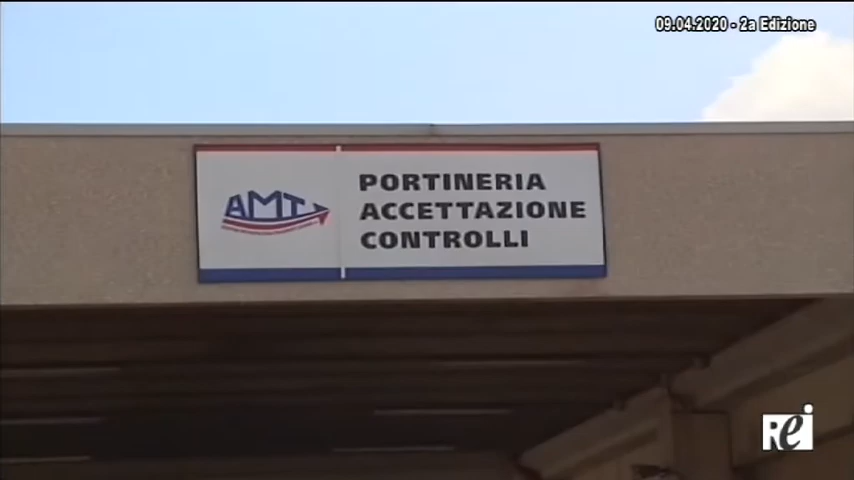 09.04.2020 - 2a Edizione
AMT
PORTINERIA
ACCETTAZIONE
CONTROLLI
REi